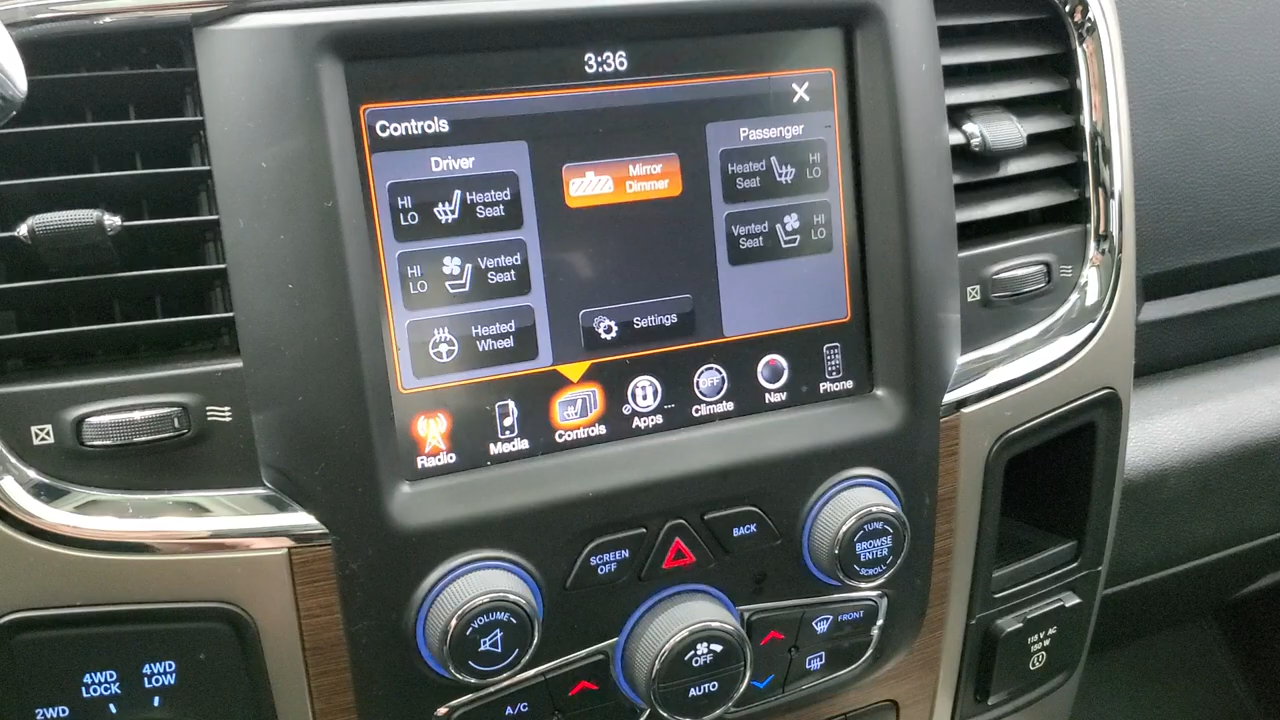 3:36
Controls
Driver
HI
LO
Heated
Seat
HI
LO
Vented
Seat
Heated
Wheel
Mirror
Dimmer
Settings
Passenger
Heated
Seat
HI
LO
Vented
Seat
HI
LO
Radio
Media
Controls
Apps
OFF
Climate
Nav
Phone
SCREEN
OFF
BACK
VOLUME
TUNE
BROWSE
ENTER
SCROLL
OFF
AUTO
A/C
FRONT
4WD
LOCK
4WD
LOW
2WD
115 V AC
150 W